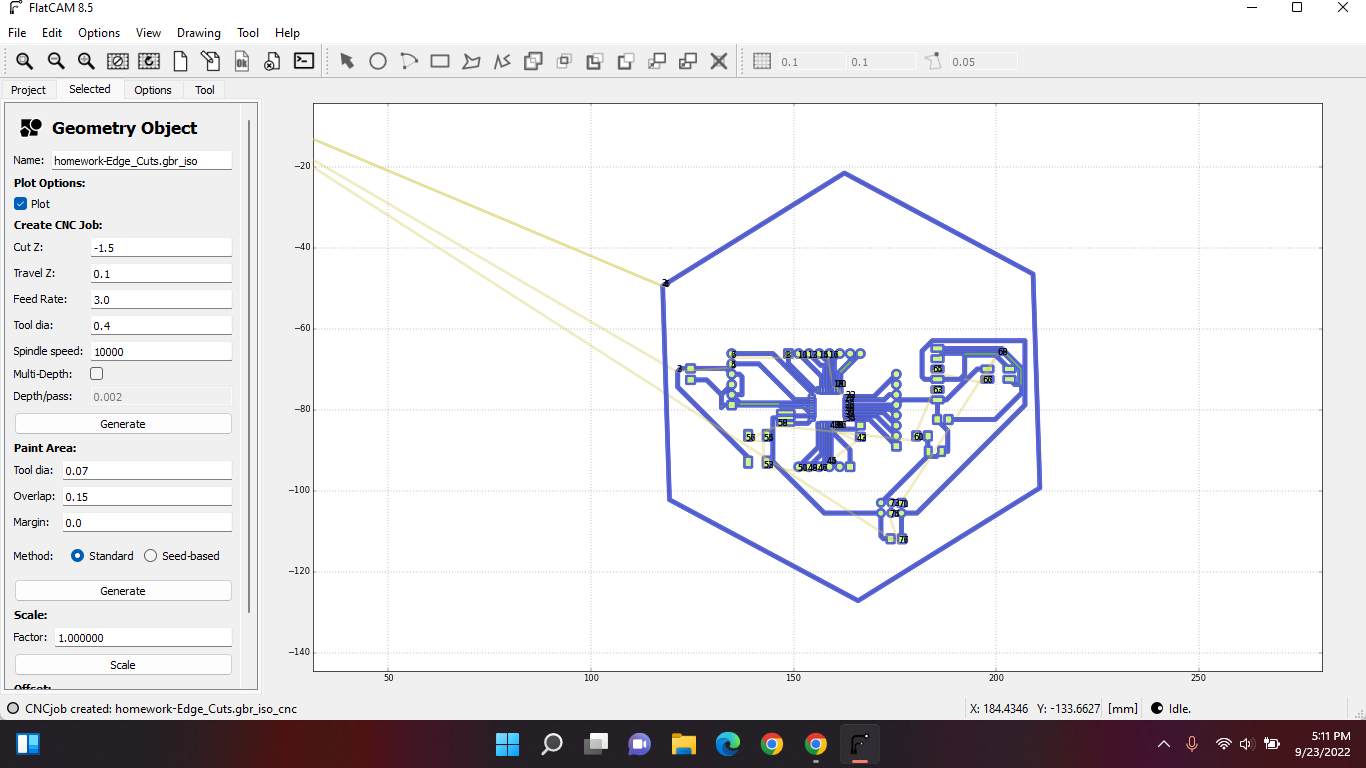 FlatCAM 8.5
File Edit Options View Drawing Tool Help
0.1 0.1 0.05
Project Selected Options Tool
Geometry Object
Name: homework-Edge_Cuts.gbr_iso
Plot Options:
Plot
Create CNC Job:
Cut Z: -1.5
Travel Z: 0.1
Feed Rate: 3.0
Tool dia: 0.4
Spindle speed: 10000
Multi-Depth:
Depth/pass: 0.002
Generate
Paint Area:
Tool dia: 0.07
Overlap: 0.15
Margin: 0.0
Method: Standard Seed-based
Generate
Scale:
Factor: 1.000000
Scale
Offset:
−20
−40
−60
−80
−100
−120
−140
50 100 150 200 250
CNCjob created: homework-Edge_Cuts.gbr_iso_cnc
X: 184.4346 Y: -133.6627 [mm] Idle.
5:11 PM
9/23/2022